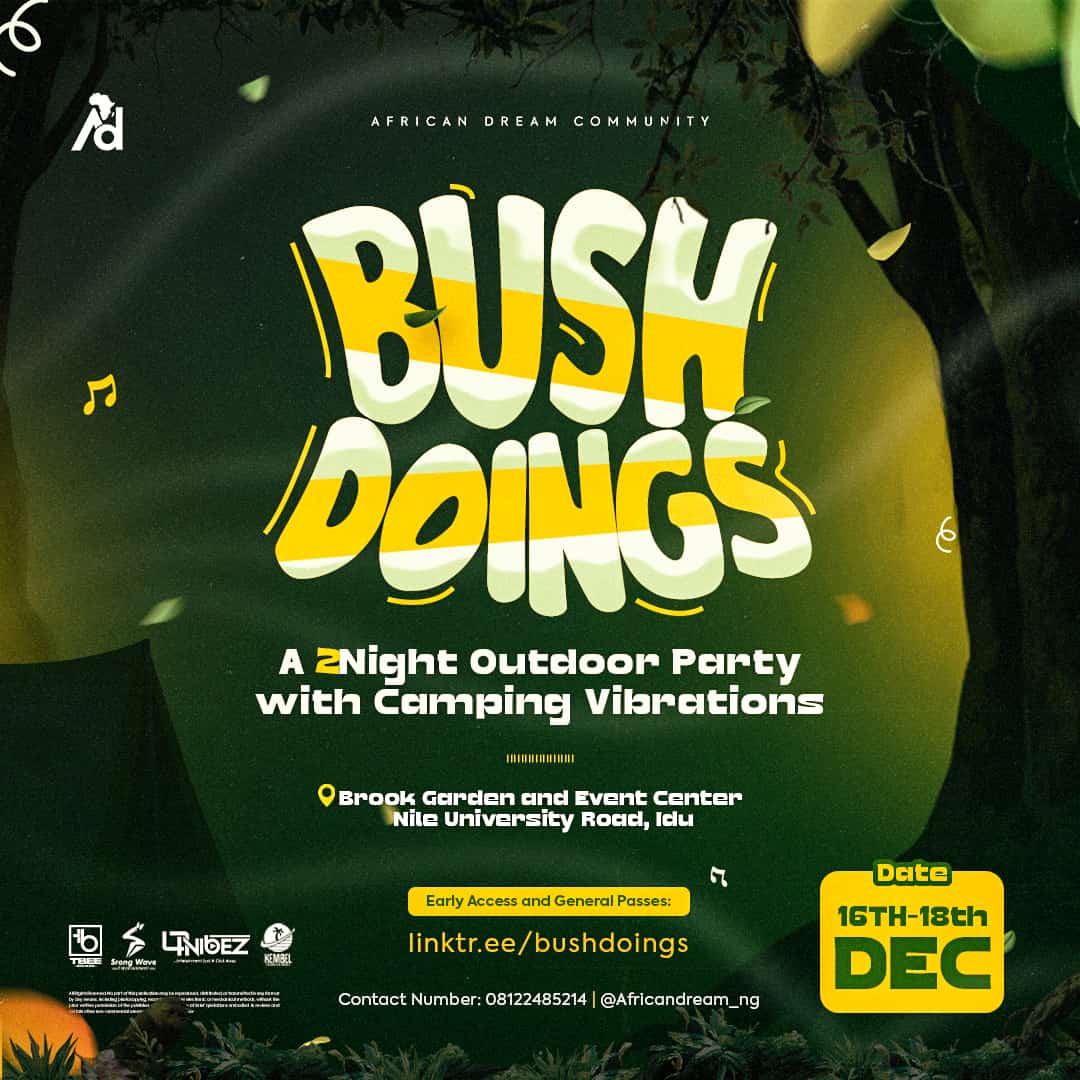 Ad
AFRICAN DREAM COMMUNITY
BUSH
DOINGS
A 2Night Outdoor Party
with Camping Vibrations
Brook Garden and Event Center
Nile University Road, Idu
Early Access and General Passes:
linktr.ee/bushdoings
Contact Number: 08122485214 | @Africandream_ng
Date
16TH-18th
DEC
TBEE
Srong Wave
KEMBEL